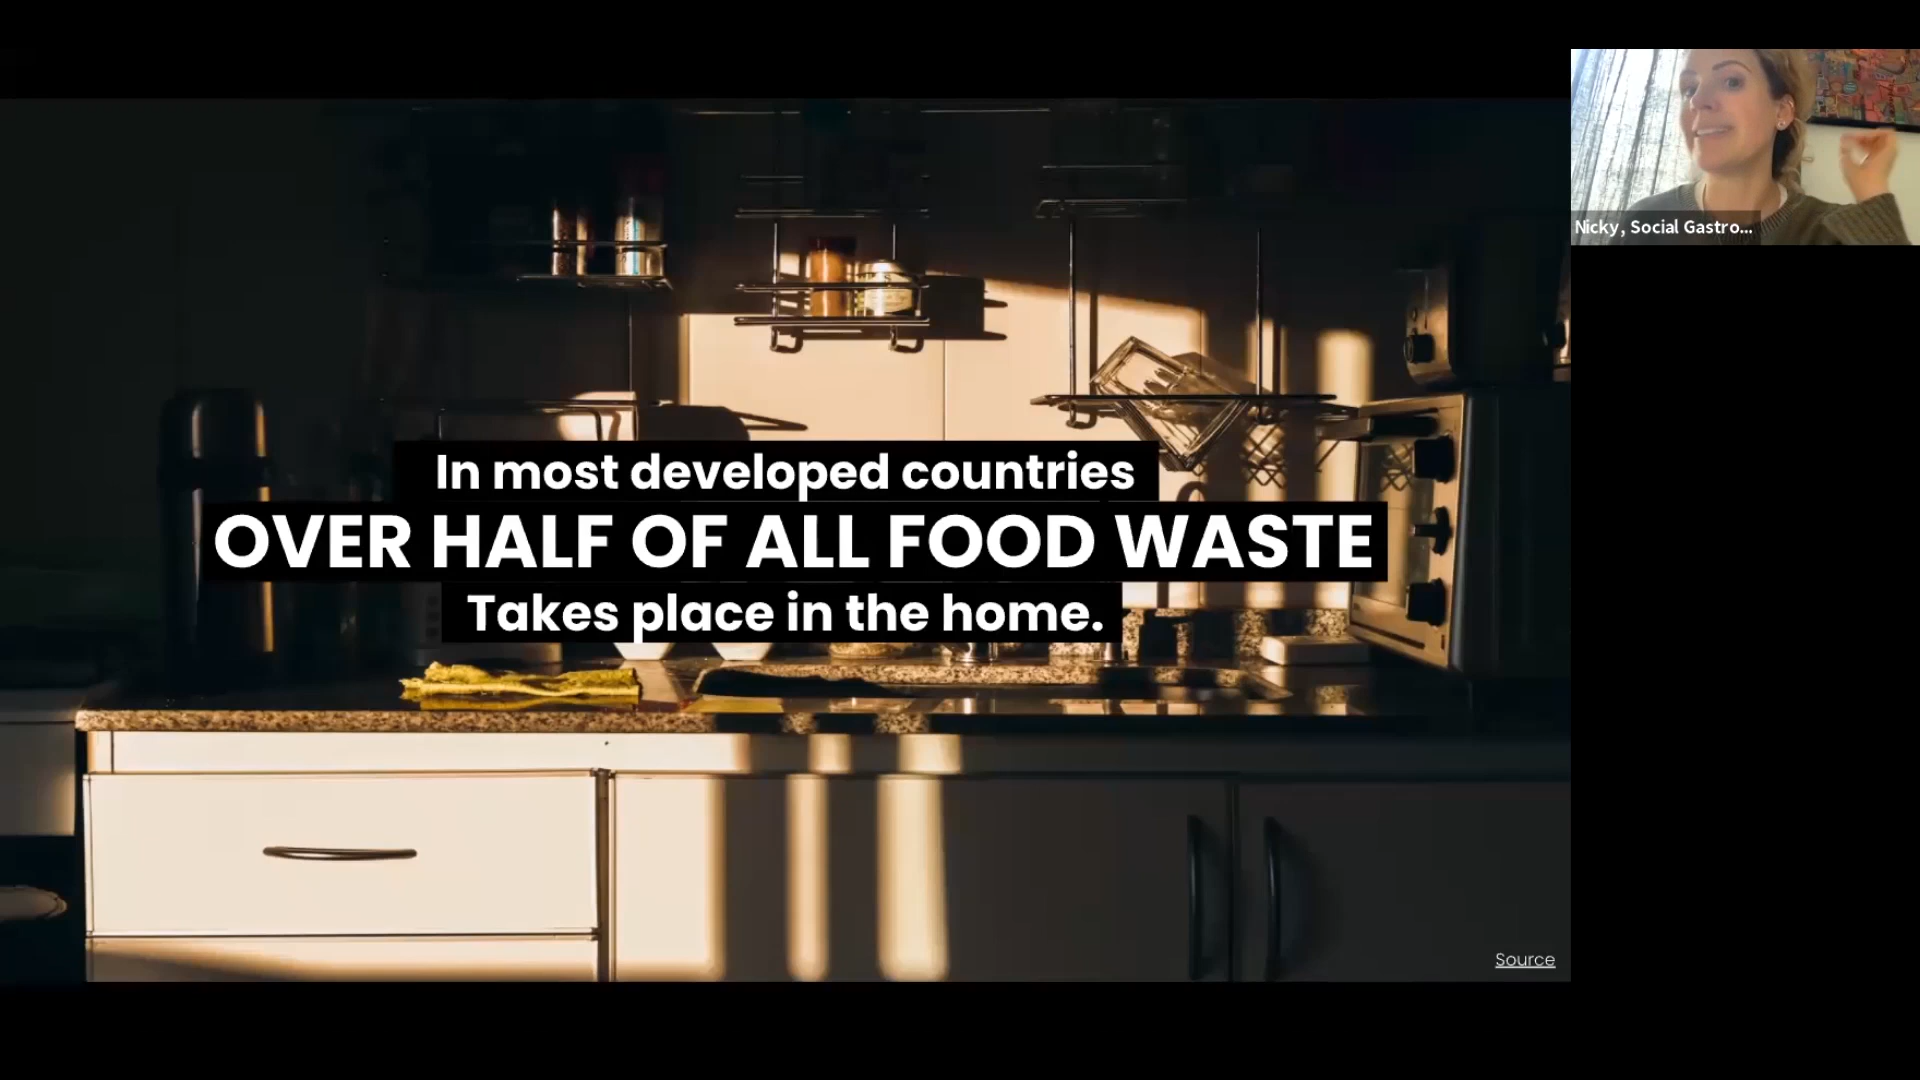 In most developed countries
OVER HALF OF ALL FOOD WASTE
Takes place in the home.
Source
Nicky, Social Gastro...